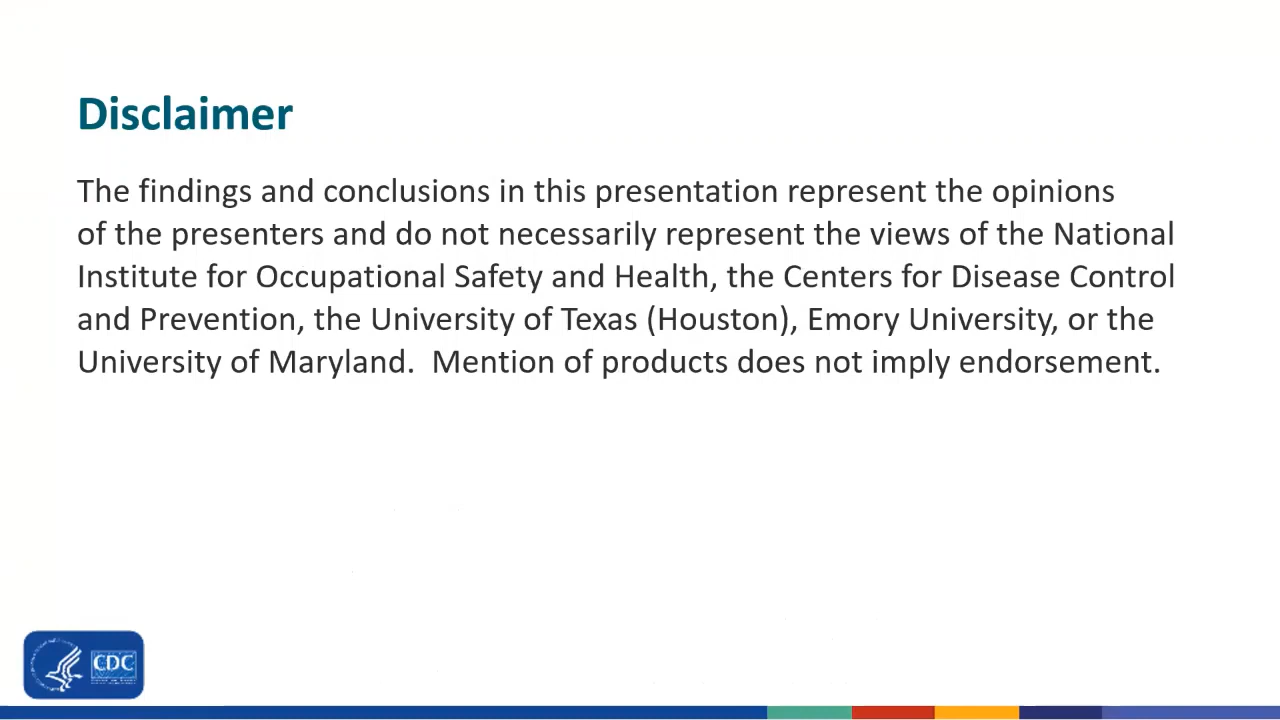 Disclaimer
The findings and conclusions in this presentation represent the opinions
of the presenters and do not necessarily represent the views of the National
Institute for Occupational Safety and Health, the Centers for Disease Control
and Prevention, the University of Texas (Houston), Emory University, or the
University of Maryland.  Mention of products does not imply endorsement.
CDC